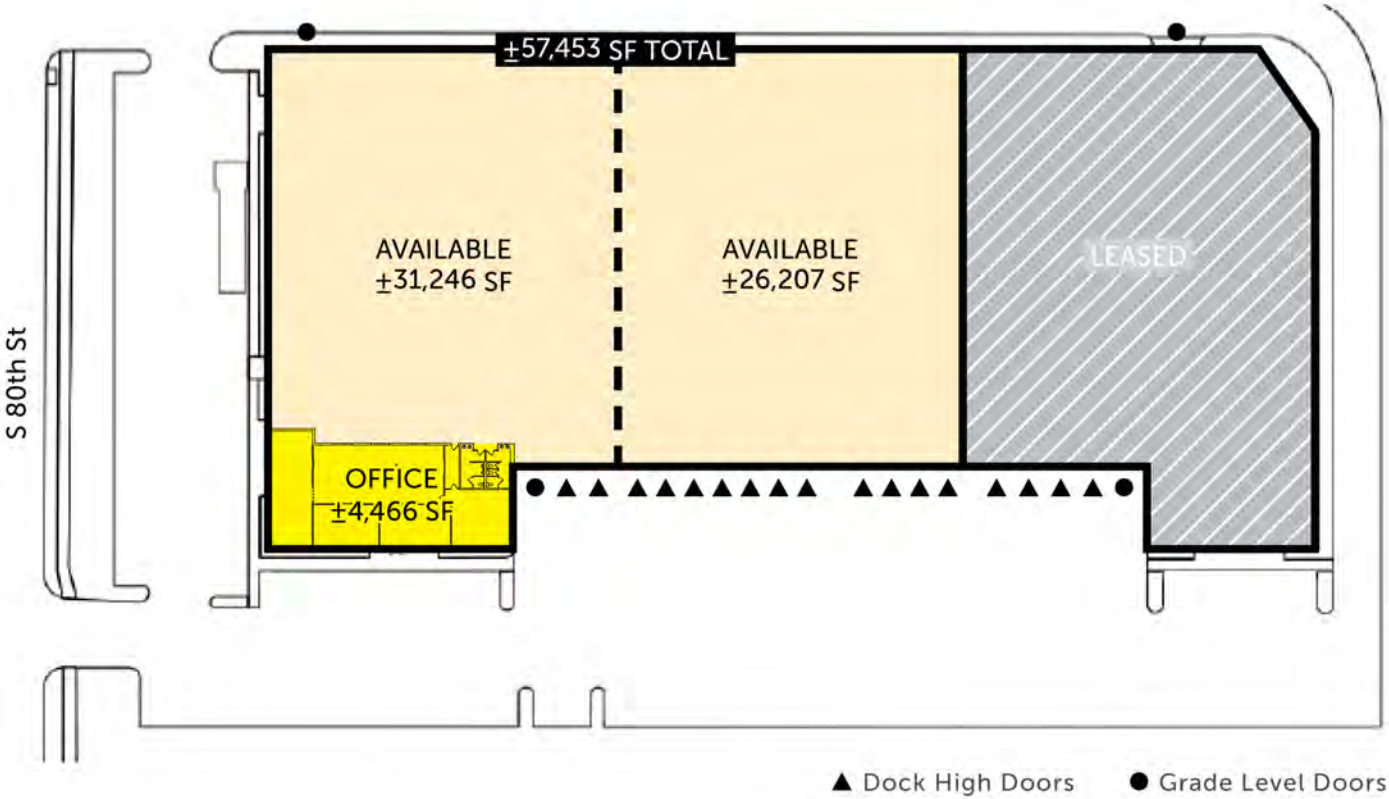 ±57,453 SF TOTAL
AVAILABLE
±31,246 SF
AVAILABLE
±26,207 SF
LEASED
S 80th St
OFFICE
±4,466 SF
▲ Dock High Doors ● Grade Level Doors